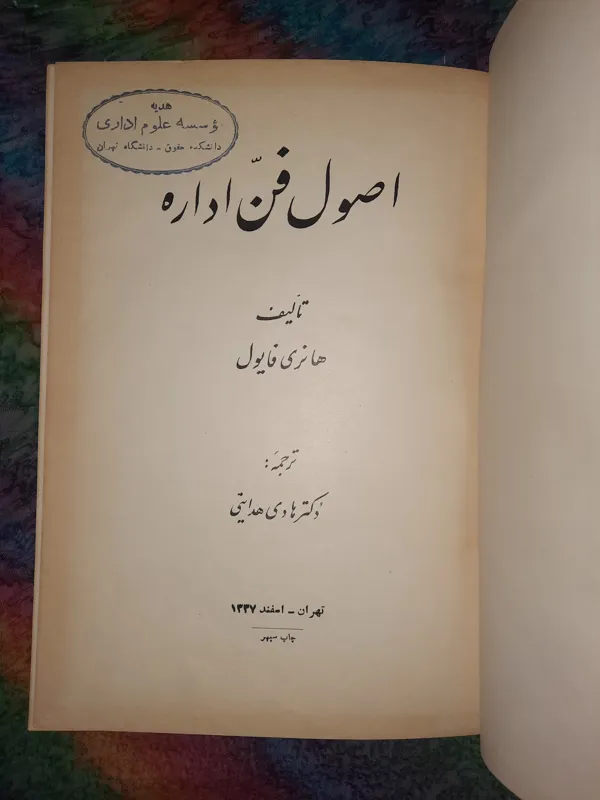 هدیه
مؤسسه علوم اداری
دانشکده حقوق - دانشگاه تهران
اصول فنّ اداره
تألیف
هانری فایول
ترجمهٔ :
دکتر هادی هدایتی
تهران - اسفند ۱۳۳۷
چاپ سپهر